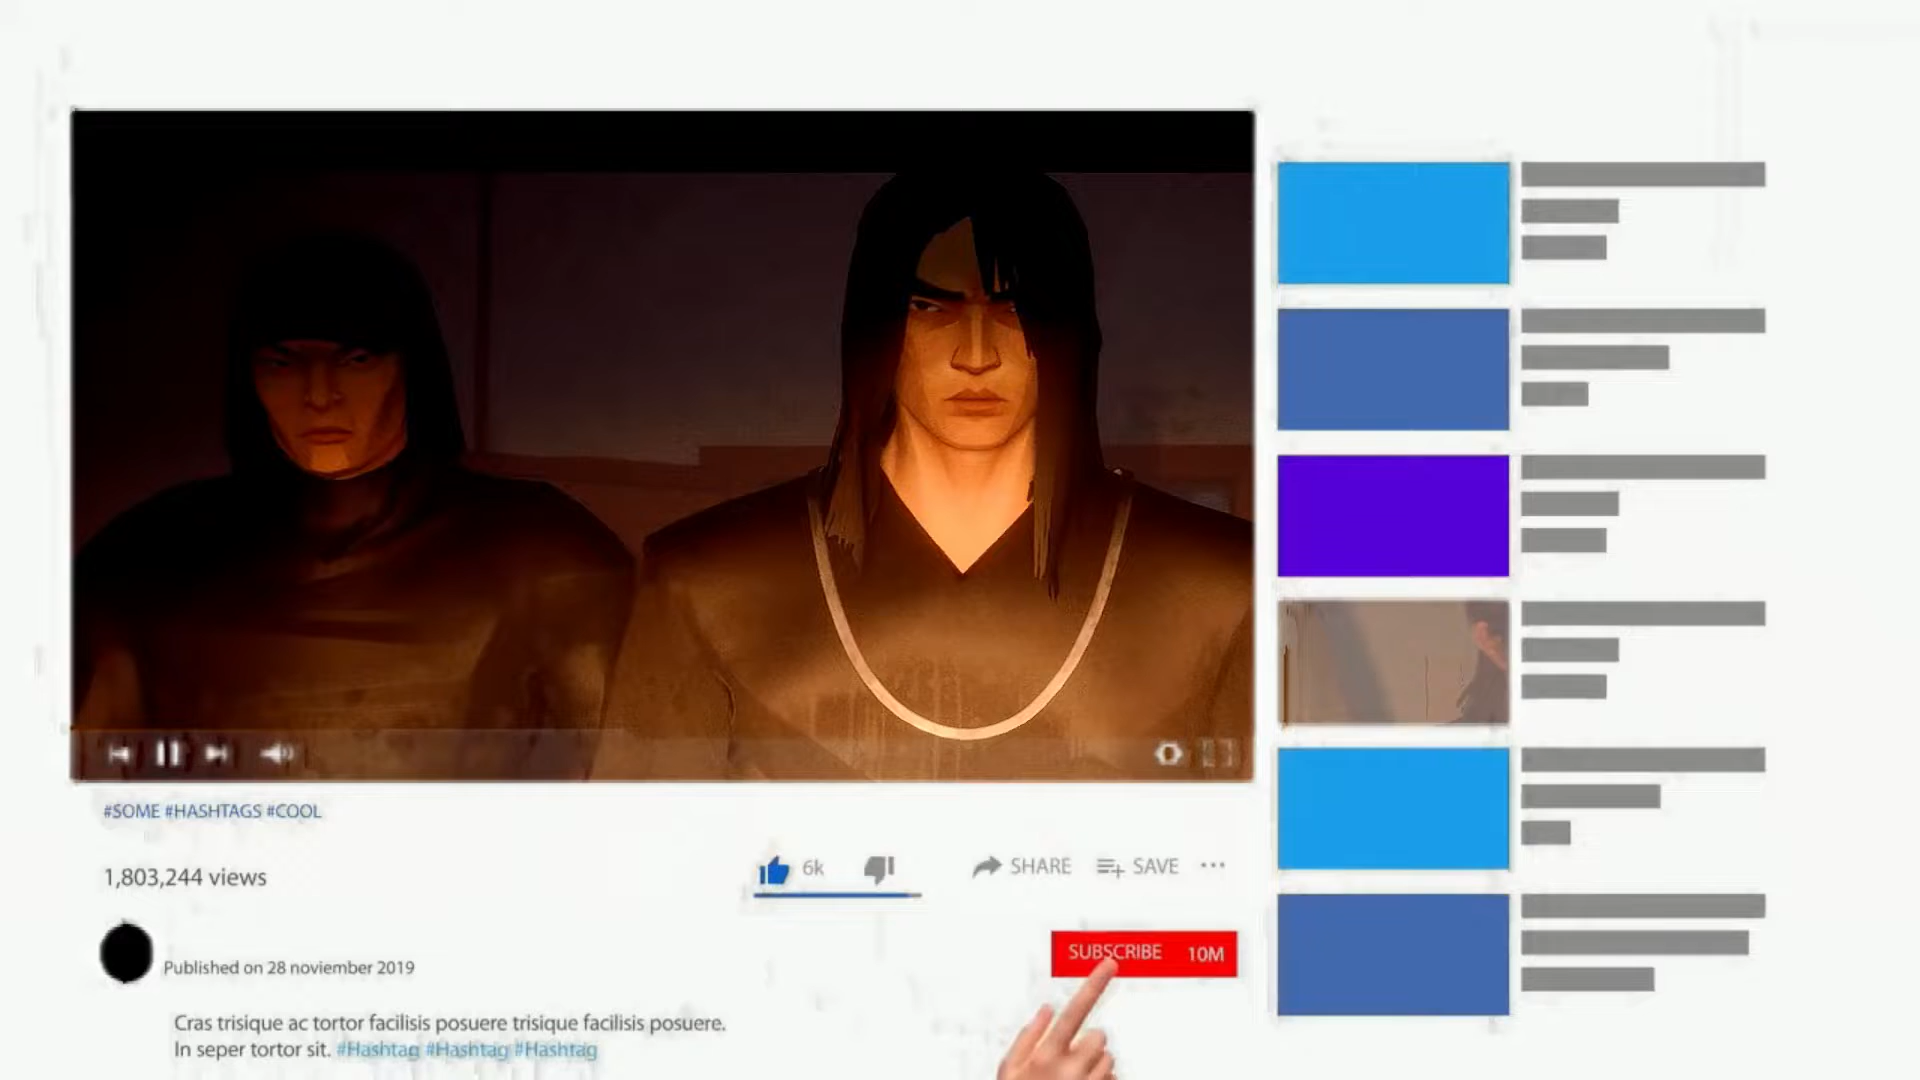 #SOME #HASHTAGS #COOL
1,803,244 views
6k
SHARE
SAVE
SUBSCRIBE 10M
Published on 28 noviember 2019
Cras trisique ac tortor facilisis posuere trisique facilisis posuere.
In seper tortor sit. #Hashtag #Hashtag #Hashtag